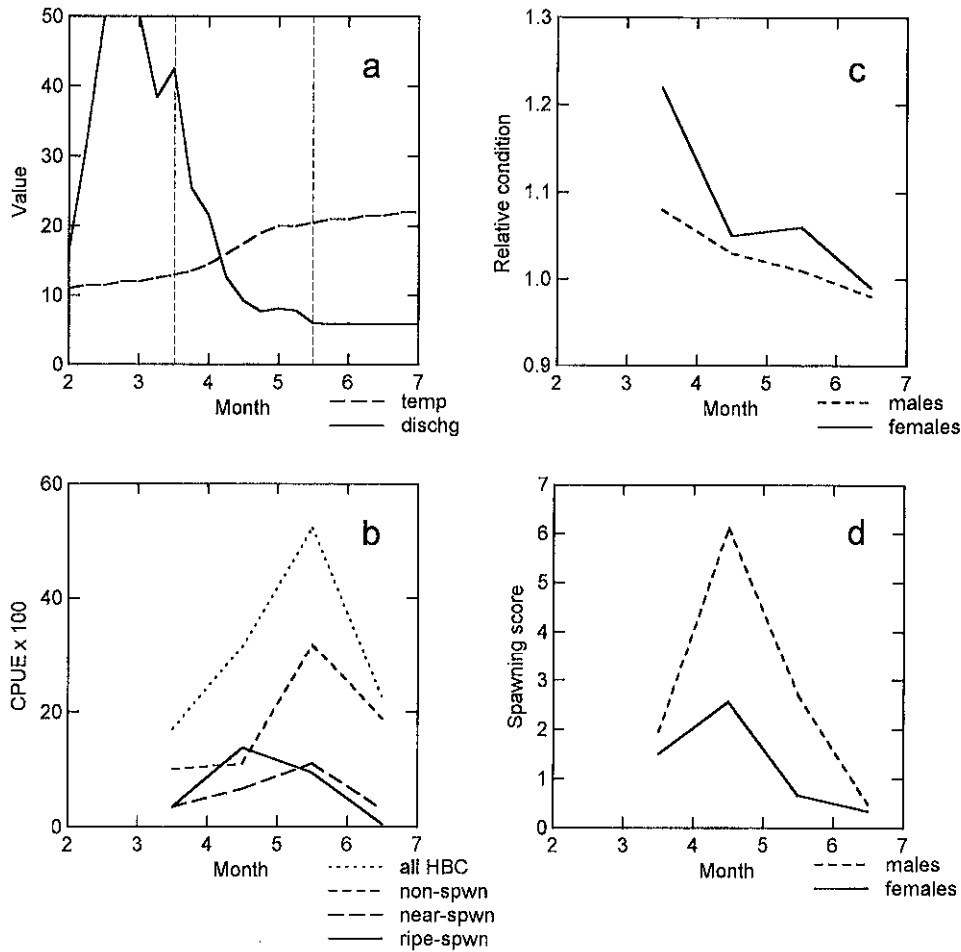 a
50
40
30
20
10
0
Value
2 3 4 5 6 7
Month
temp
dischg
c
1.3
1.2
1.1
1.0
0.9
Relative condition
2 3 4 5 6 7
Month
males
females
b
60
40
20
0
CPUE x 100
2 3 4 5 6 7
Month
all HBC
non-spwn
near-spwn
ripe-spwn
d
7
6
5
4
3
2
1
0
Spawning score
2 3 4 5 6 7
Month
males
females